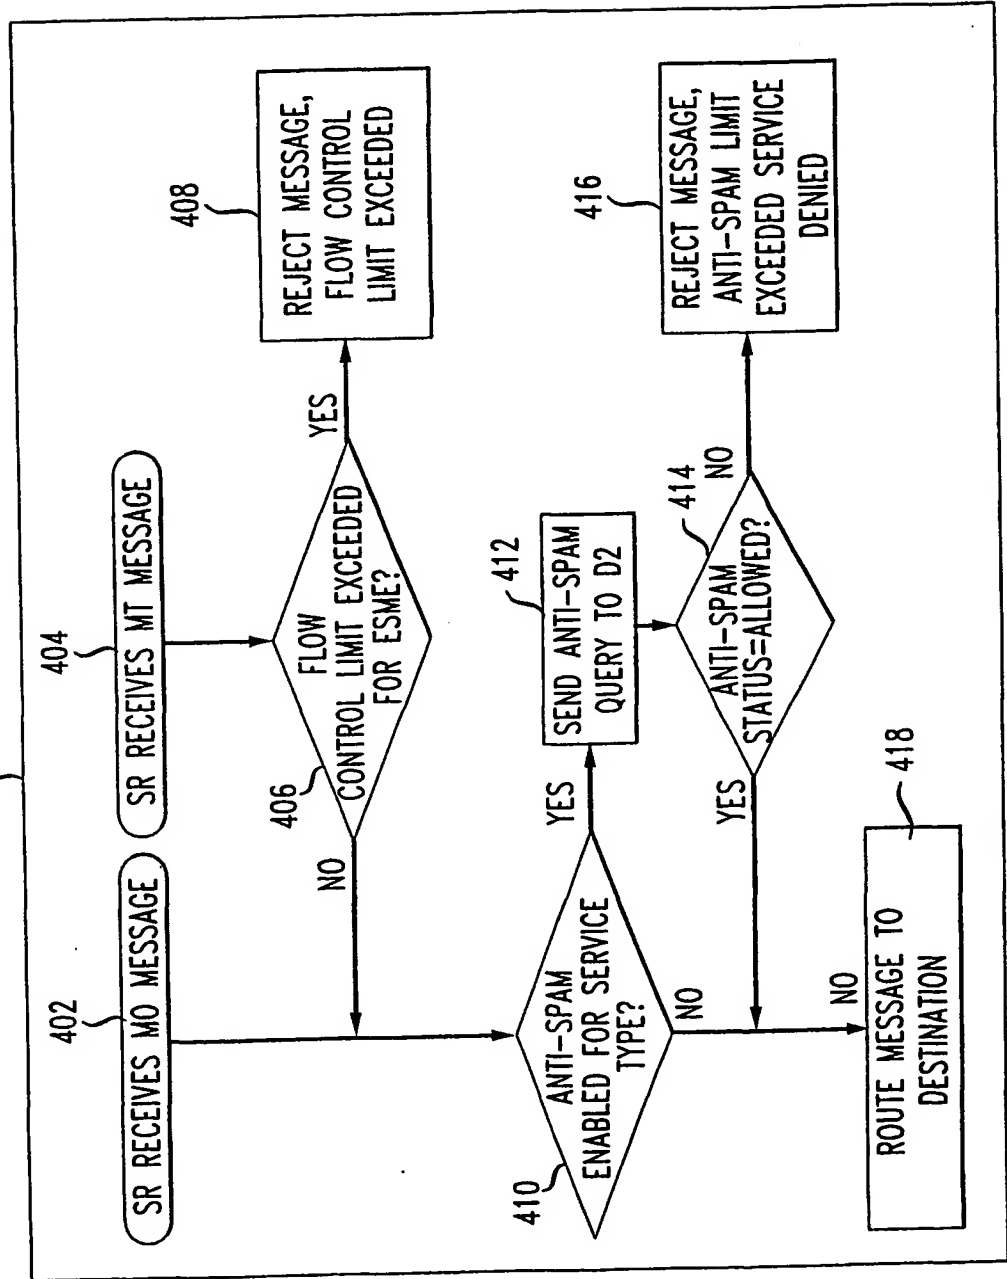 402
SR RECEIVES MO MESSAGE
404
SR RECEIVES MT MESSAGE
406
FLOW
CONTROL LIMIT EXCEEDED
FOR ESME?
YES
NO
408
REJECT MESSAGE,
FLOW CONTROL
LIMIT EXCEEDED
410
ANTI-SPAM
ENABLED FOR SERVICE
TYPE?
YES
NO
412
SEND ANTI-SPAM
QUERY TO D2
414
ANTI-SPAM
STATUS=ALLOWED?
YES
NO
416
REJECT MESSAGE,
ANTI-SPAM LIMIT
EXCEEDED SERVICE
DENIED
NO
418
ROUTE MESSAGE TO
DESTINATION